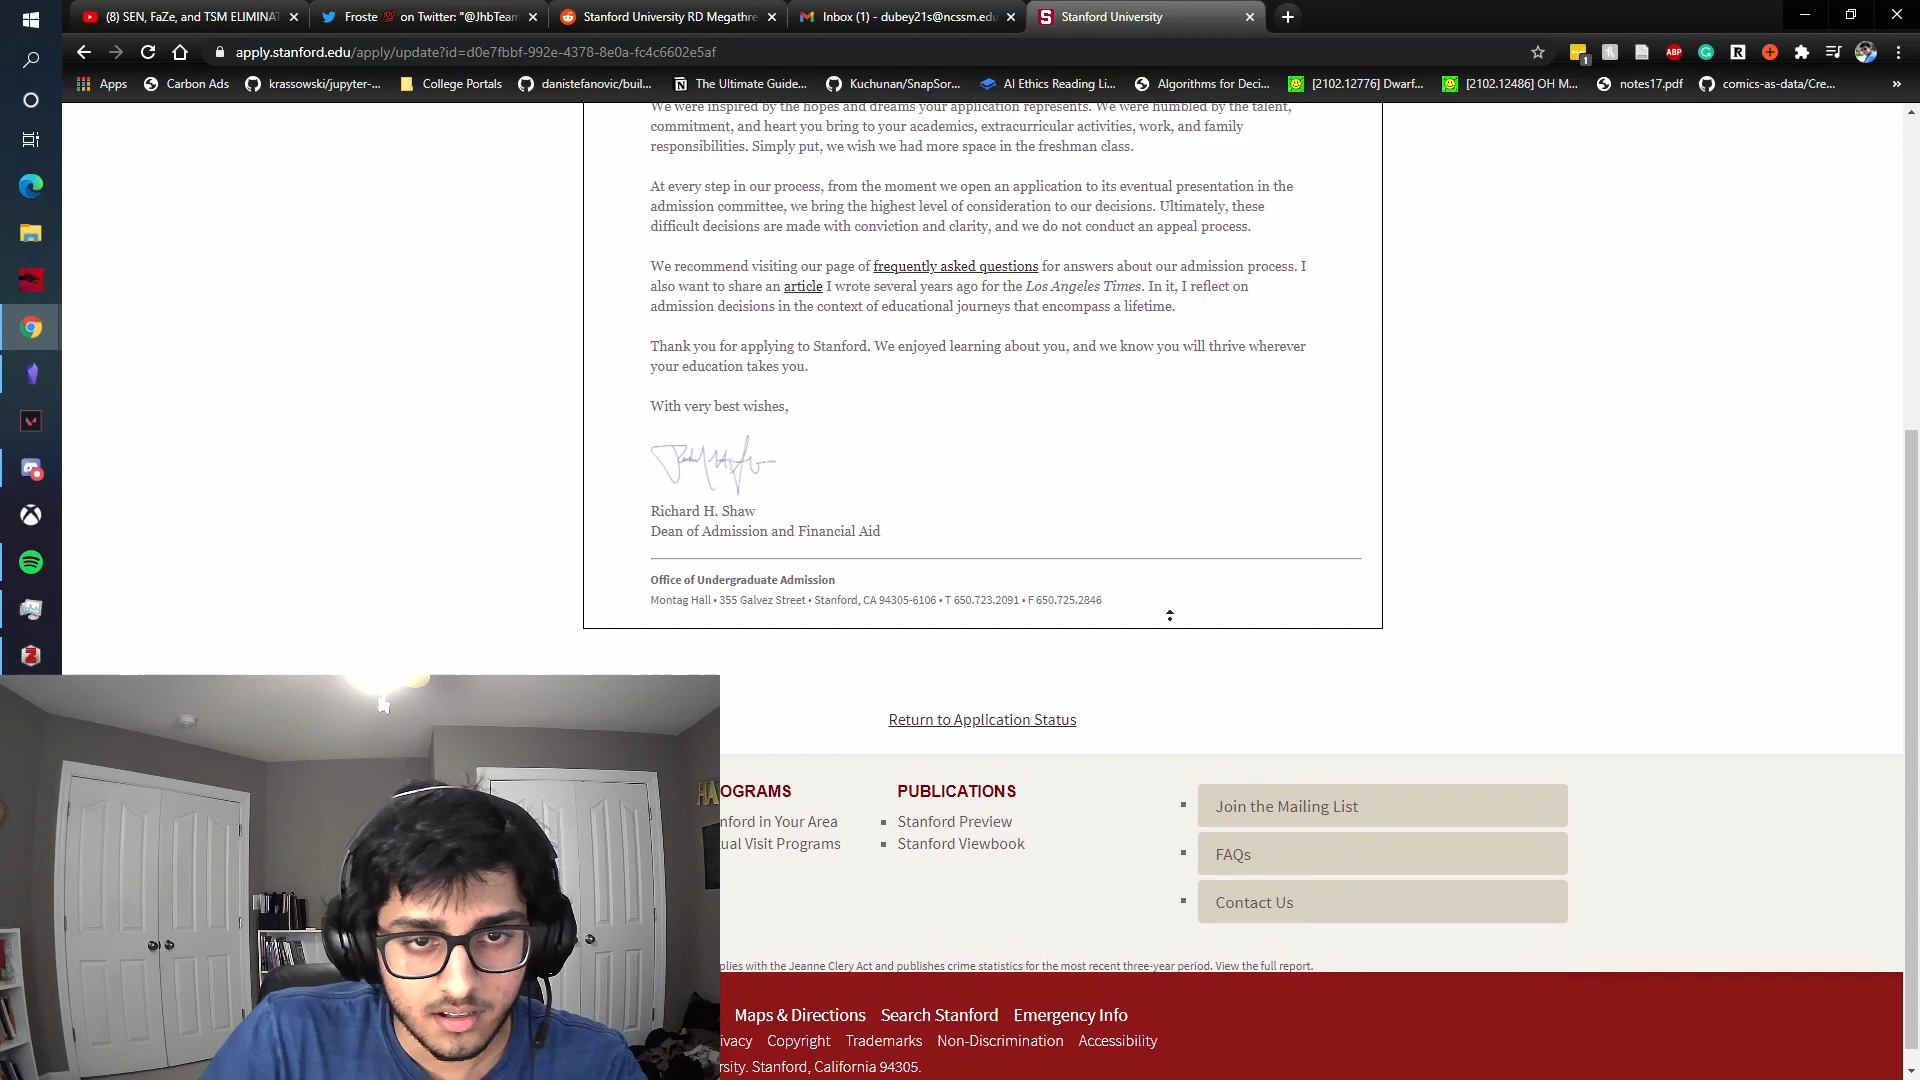 (8) SEN, FaZe, and TSM ELIMINA
Froste 💯 on Twitter: "@JhbTeam
Stanford University RD Megathre
Inbox (1) - dubey21s@ncssm.ed
Stanford University
apply.stanford.edu/apply/update?id=d0e7fbbf-992e-4378-8e0a-fc4c6602e5af
Apps
Carbon Ads
krassowski/jupyter-...
College Portals
danistefanovic/buil...
The Ultimate Guide...
Kuchunan/SnapSor...
AI Ethics Reading Li...
Algorithms for Deci...
[2102.12776] Dwarf...
[2102.12486] OH M...
notes17.pdf
comics-as-data/Cre...
We were inspired by the hopes and dreams your application represents. We were humbled by the talent,
commitment, and heart you bring to your academics, extracurricular activities, work, and family
responsibilities. Simply put, we wish we had more space in the freshman class.
At every step in our process, from the moment we open an application to its eventual presentation in the
admission committee, we bring the highest level of consideration to our decisions. Ultimately, these
difficult decisions are made with conviction and clarity, and we do not conduct an appeal process.
We recommend visiting our page of frequently asked questions for answers about our admission process. I
also want to share an article I wrote several years ago for the Los Angeles Times. In it, I reflect on
admission decisions in the context of educational journeys that encompass a lifetime.
Thank you for applying to Stanford. We enjoyed learning about you, and we know you will thrive wherever
your education takes you.
With very best wishes,
Richard H. Shaw
Dean of Admission and Financial Aid
Office of Undergraduate Admission
Montag Hall • 355 Galvez Street • Stanford, CA 94305-6106 • T 650.723.2091 • F 650.725.2846
Return to Application Status
OGRAMS
nford in Your Area
tual Visit Programs
PUBLICATIONS
Stanford Preview
Stanford Viewbook
Join the Mailing List
FAQs
Contact Us
plies with the Jeanne Clery Act and publishes crime statistics for the most recent three-year period. View the full report.
Maps & Directions Search Stanford Emergency Info
ivacy Copyright Trademarks Non-Discrimination Accessibility
rsity. Stanford, California 94305.